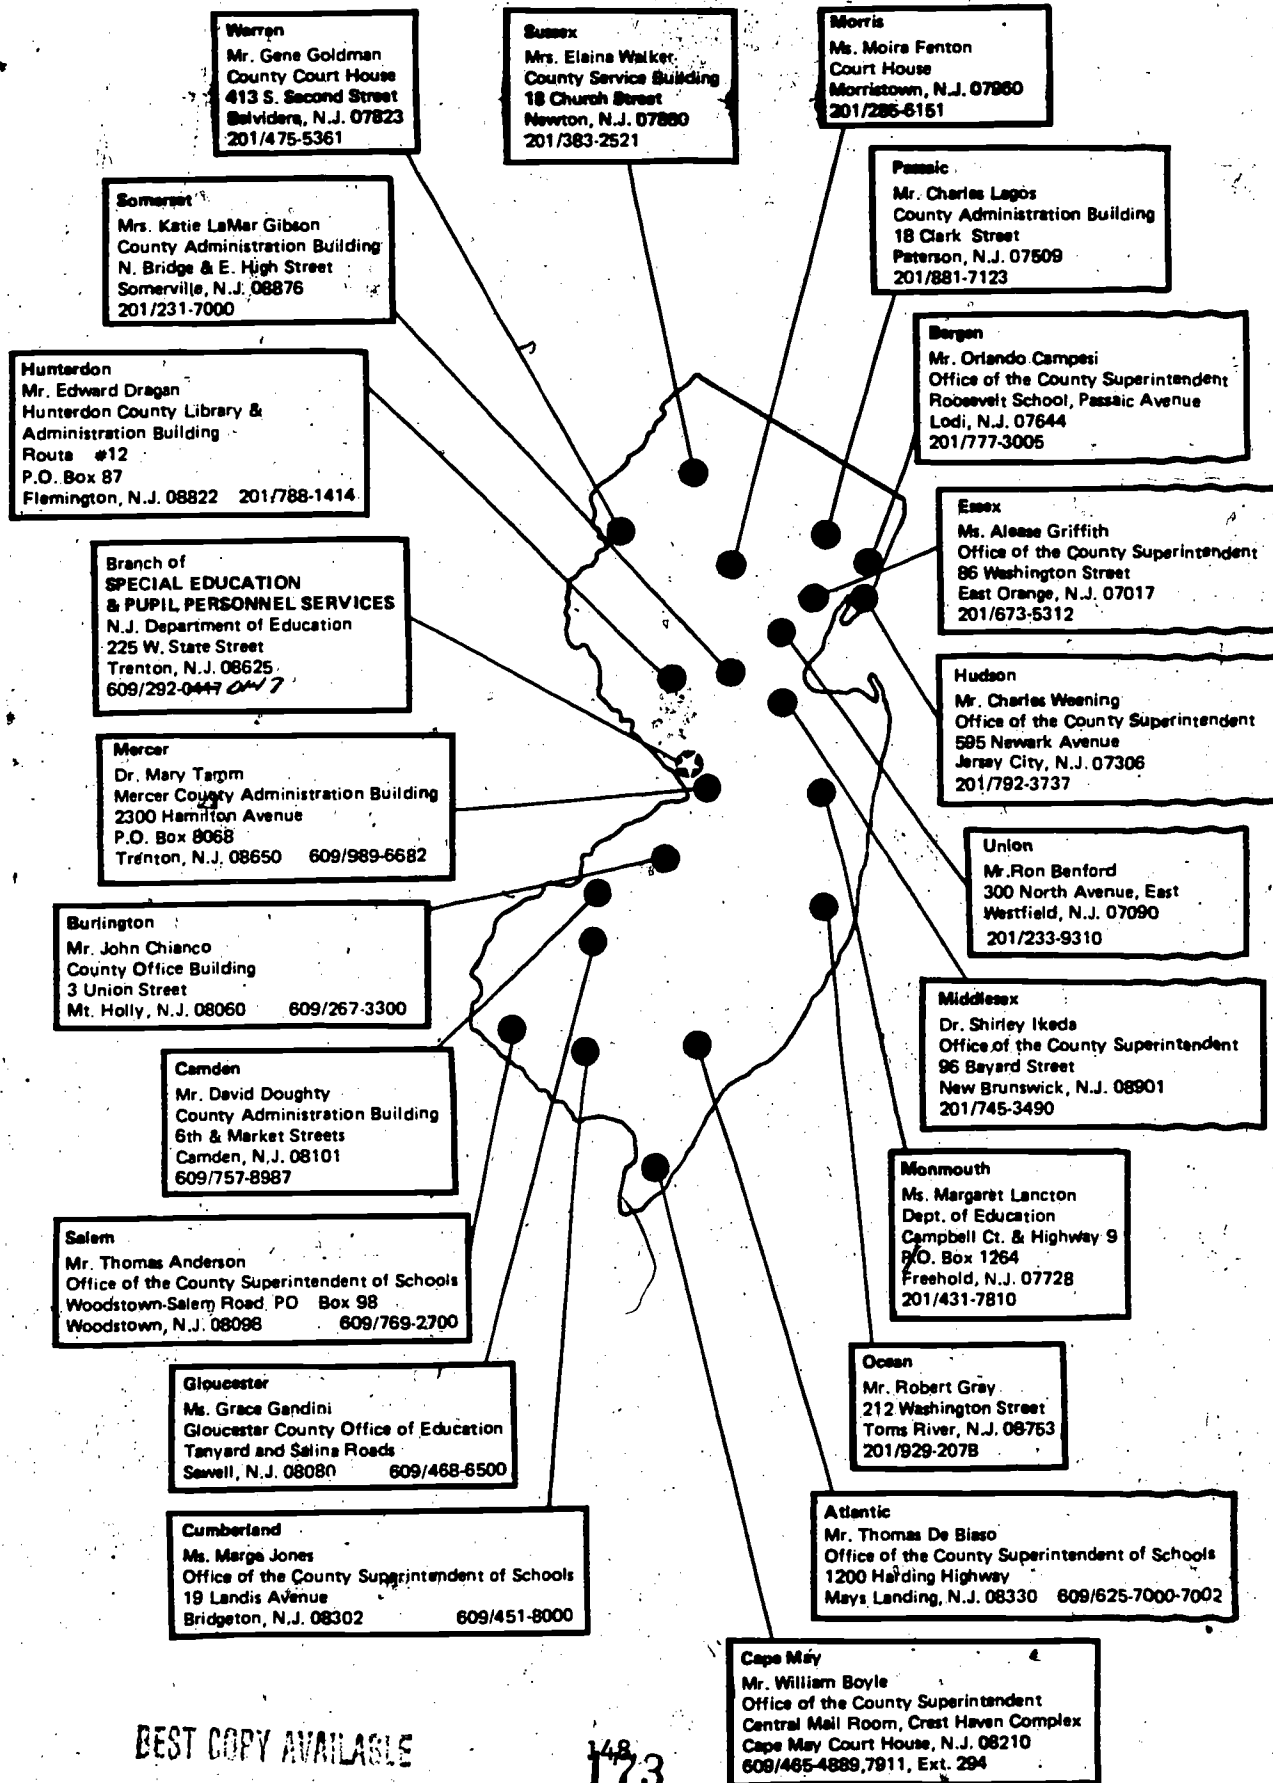 Warren
Mr. Gene Goldman
County Court House
413 S. Second Street
Belvidere, N.J. 07823
201/475-5361
Sussex
Mrs. Elaina Walker
County Service Building
18 Church Street
Newton, N.J. 07860
201/383-2521
Morris
Ms. Moira Fenton
Court House
Morristown, N.J. 07960
201/285-6151
Somerset
Mrs. Katie LaMar Gibson
County Administration Building
N. Bridge & E. High Street
Somerville, N.J. 08876
201/231-7000
Passaic
Mr. Charles Lagos
County Administration Building
18 Clark Street
Paterson, N.J. 07509
201/881-7123
Hunterdon
Mr. Edward Dragan
Hunterdon County Library &
Administration Building
Route #12
P.O. Box 87
Flemington, N.J. 08822 201/788-1414
Bergen
Mr. Orlando Campesi
Office of the County Superintendent
Roosevelt School, Passaic Avenue
Lodi, N.J. 07644
201/777-3005
Essex
Ms. Alease Griffith
Office of the County Superintendent
86 Washington Street
East Orange, N.J. 07017
201/673-5312
Branch of
SPECIAL EDUCATION
& PUPIL PERSONNEL SERVICES
N.J. Department of Education
225 W. State Street
Trenton, N.J. 08625
609/292-0147
Hudson
Mr. Charles Weening
Office of the County Superintendent
595 Newark Avenue
Jersey City, N.J. 07306
201/792-3737
Mercer
Dr. Mary Tamm
Mercer County Administration Building
2300 Hamilton Avenue
P.O. Box 8068
Trenton, N.J. 08650 609/989-6682
Union
Mr. Ron Benford
300 North Avenue, East
Westfield, N.J. 07090
201/233-9310
Burlington
Mr. John Chianco
County Office Building
3 Union Street
Mt. Holly, N.J. 08060 609/267-3300
Middlesex
Dr. Shirley Ikeda
Office of the County Superintendent
96 Bayard Street
New Brunswick, N.J. 08901
201/745-3490
Camden
Mr. David Doughty
County Administration Building
6th & Market Streets
Camden, N.J. 08101
609/757-8987
Monmouth
Ms. Margaret Lancton
Dept. of Education
Campbell Ct. & Highway 9
P.O. Box 1264
Freehold, N.J. 07728
201/431-7810
Salem
Mr. Thomas Anderson
Office of the County Superintendent of Schools
Woodstown-Salem Road PO Box 98
Woodstown, N.J. 08098 609/769-2700
Ocean
Mr. Robert Gray
212 Washington Street
Toms River, N.J. 08753
201/929-2078
Gloucester
Ms. Grace Gandini
Gloucester County Office of Education
Tanyard and Salina Roads
Sewell, N.J. 08080 609/468-6500
Atlantic
Mr. Thomas De Biaso
Office of the County Superintendent of Schools
1200 Harding Highway
Mays Landing, N.J. 08330 609/625-7000-7002
Cumberland
Ms. Marge Jones
Office of the County Superintendent of Schools
19 Landis Avenue
Bridgeton, N.J. 08302 609/451-8000
Cape May
Mr. William Boyle
Office of the County Superintendent
Central Mail Room, Crest Haven Complex
Cape May Court House, N.J. 08210
609/465-4889,7911, Ext. 294
BEST COPY AVAILABLE
148
173